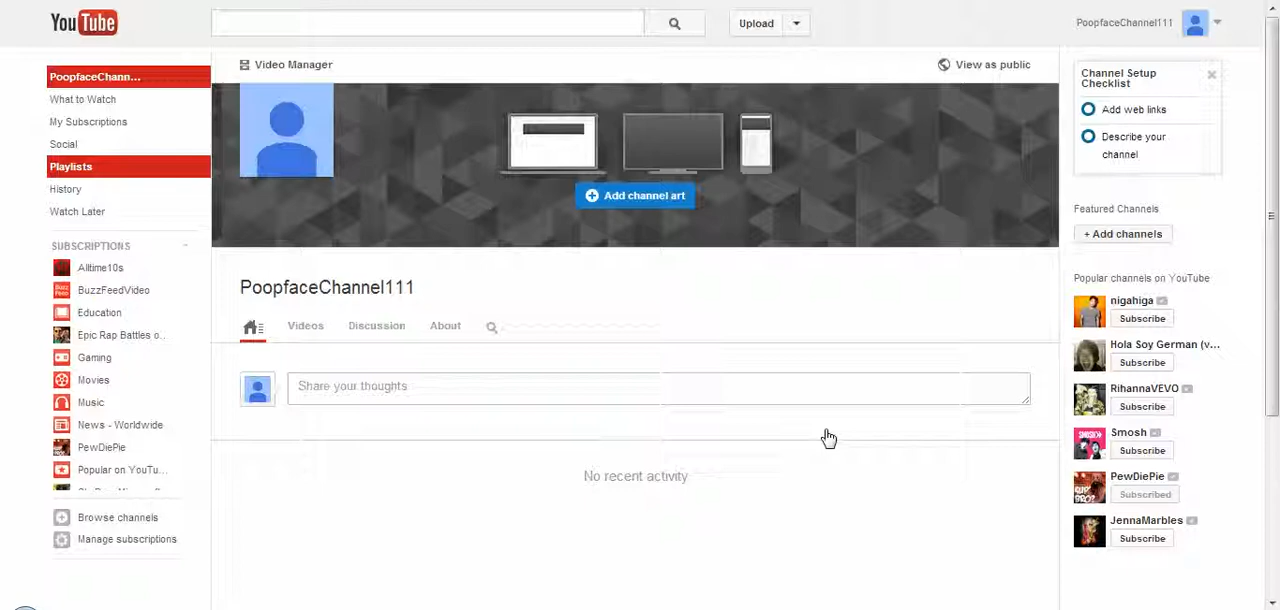 YouTube
Upload
PoopfaceChannel111
PoopfaceChann...
What to Watch
My Subscriptions
Social
Playlists
History
Watch Later
SUBSCRIPTIONS
Alltime10s
BuzzFeedVideo
Education
Epic Rap Battles o..
Gaming
Movies
Music
News - Worldwide
PewDiePie
Popular on YouTu...
Browse channels
Manage subscriptions
Video Manager
View as public
Add channel art
PoopfaceChannel111
Videos
Discussion
About
Share your thoughts
No recent activity
Channel Setup
Checklist
Add web links
Describe your
channel
Featured Channels
+ Add channels
Popular channels on YouTube
nigahiga
Subscribe
Hola Soy German (v...
Subscribe
RihannaVEVO
Subscribe
Smosh
Subscribe
PewDiePie
Subscribed
JennaMarbles
Subscribe